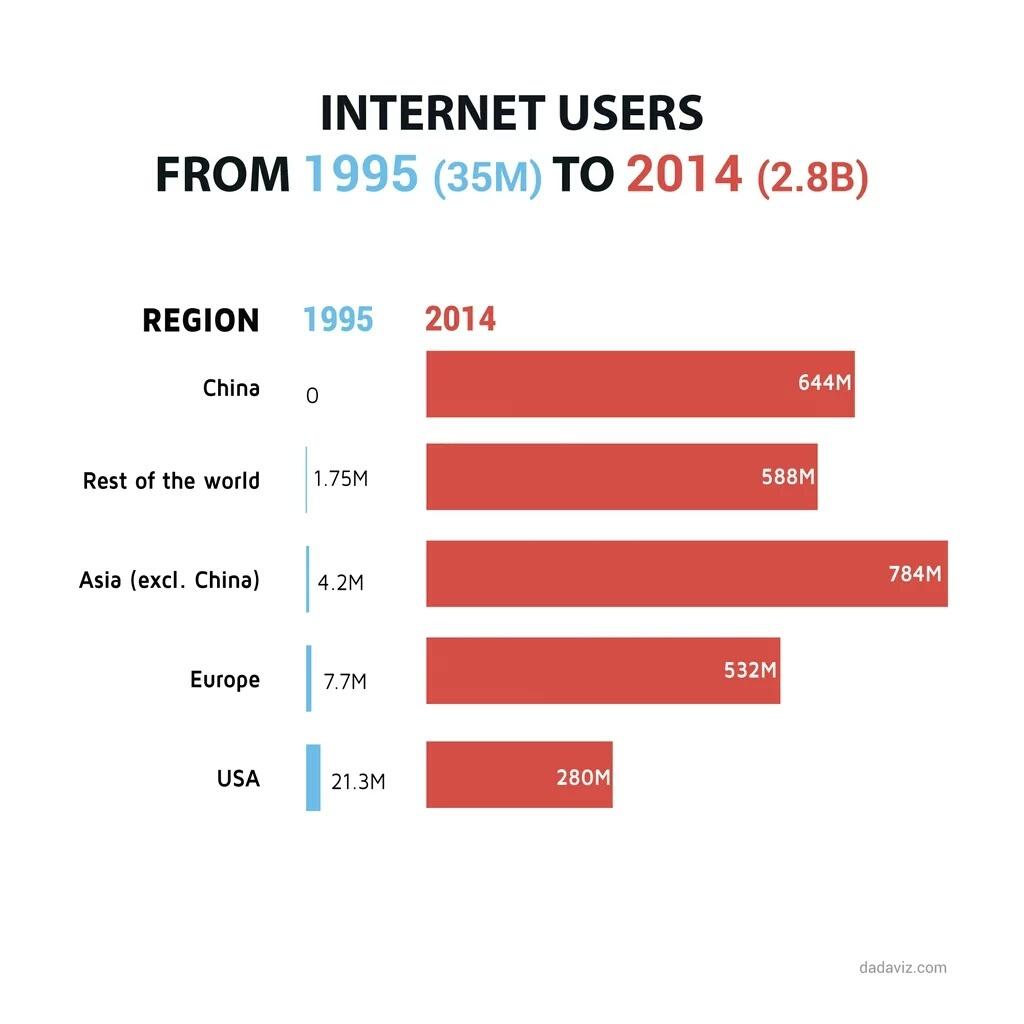 INTERNET USERS
FROM 1995 (35M) TO 2014 (2.8B)
REGION 1995 2014
China 0 644M
Rest of the world 1.75M 588M
Asia (excl. China) 4.2M 784M
Europe 7.7M 532M
USA 21.3M 280M
dadaviz.com